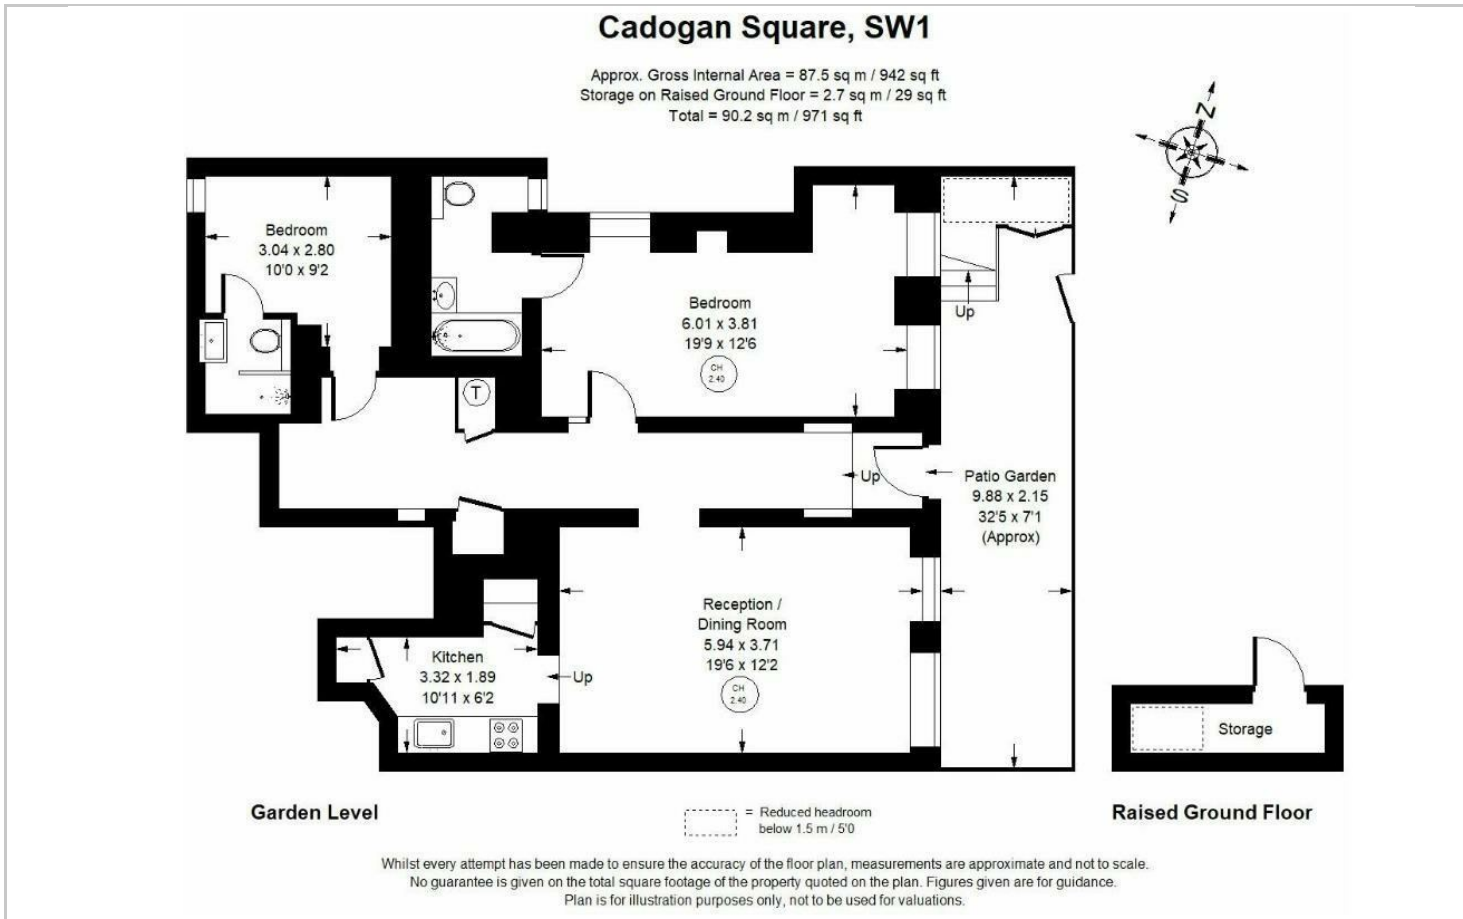 Cadogan Square, SW1
Approx. Gross Internal Area = 87.5 sq m / 942 sq ft
Storage on Raised Ground Floor = 2.7 sq m / 29 sq ft
Total = 90.2 sq m / 971 sq ft
N
S
Bedroom
3.04 x 2.80
10'0 x 9'2
Bedroom
6.01 x 3.81
19'9 x 12'6
CH
2.40
Up
T
Up
Patio Garden
9.88 x 2.15
32'5 x 7'1
(Approx)
Reception /
Dining Room
5.94 x 3.71
19'6 x 12'2
CH
2.40
Kitchen
3.32 x 1.89
10'11 x 6'2
Up
Storage
Garden Level
= Reduced headroom
below 1.5 m / 5'0
Raised Ground Floor
Whilst every attempt has been made to ensure the accuracy of the floor plan, measurements are approximate and not to scale.
No guarantee is given on the total square footage of the property quoted on the plan. Figures given are for guidance.
Plan is for illustration purposes only, not to be used for valuations.